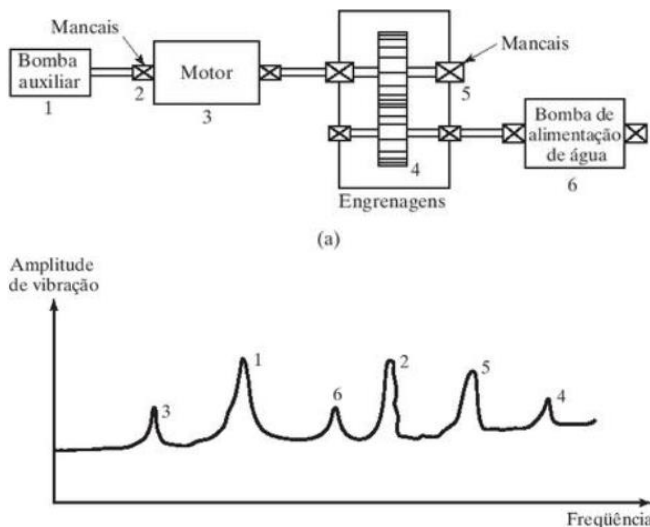 Mancais
Bomba
auxiliar
1
2
Motor
3
Mancais
5
4
Engrenagens
Bomba de
alimentação
de água
6
(a)
Amplitude
de vibração
3
1
6
2
5
4
Freqüência